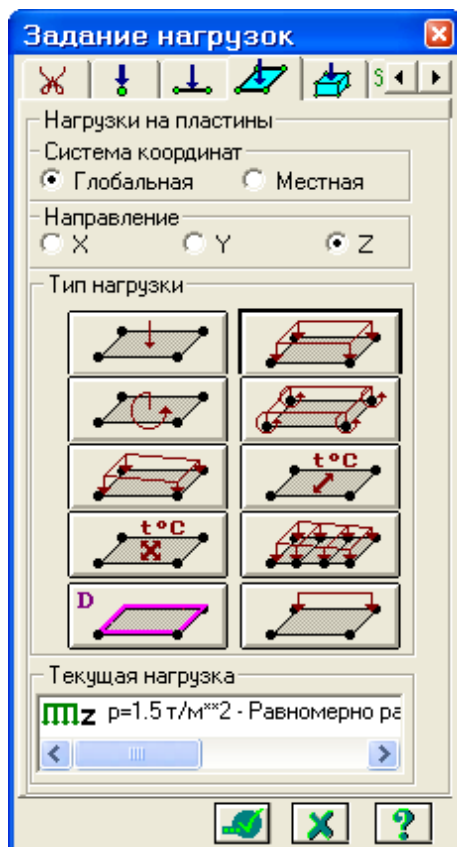 Задание нагрузок
S
Нагрузки на пластины
Система координат
Глобальная Местная
Направление
X Y Z
Тип нагрузки
t°C
t°C
D
Текущая нагрузка
z p=1.5 т/м**2 - Равномерно ра
?